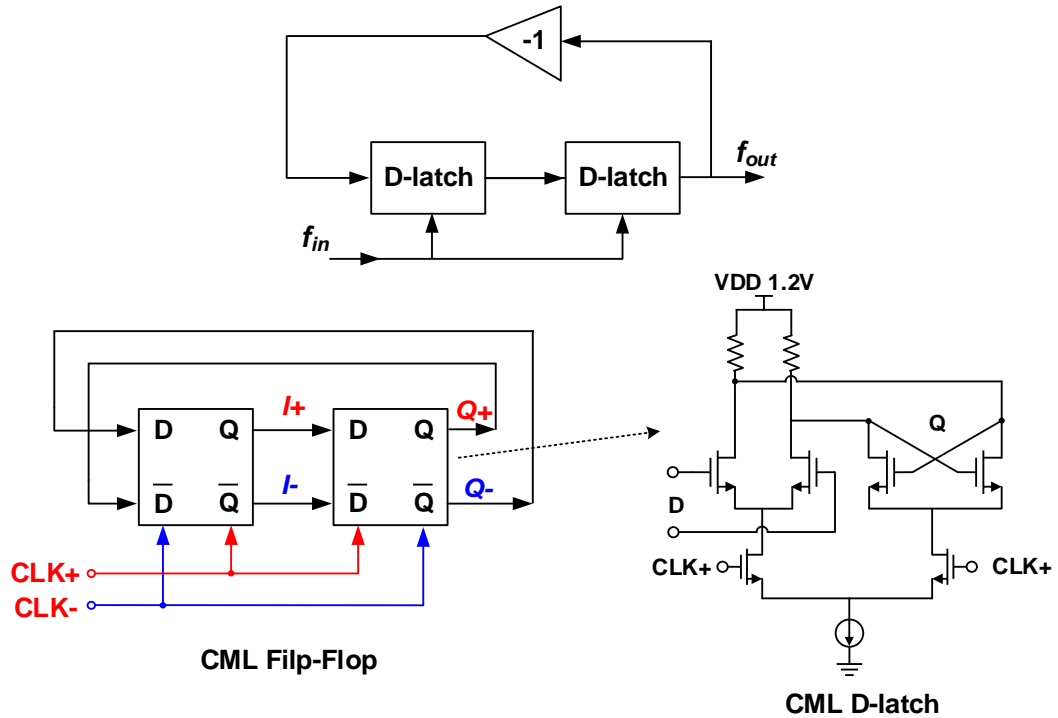 -1
D-latch
D-latch
fout
fin
VDD 1.2V
I+
Q+
D Q
D Q
Q
D̅ Q̅
I-
D̅ Q̅
Q-
D
CLK+
CLK+
CLK+
CLK-
CML Filp-Flop
CML D-latch